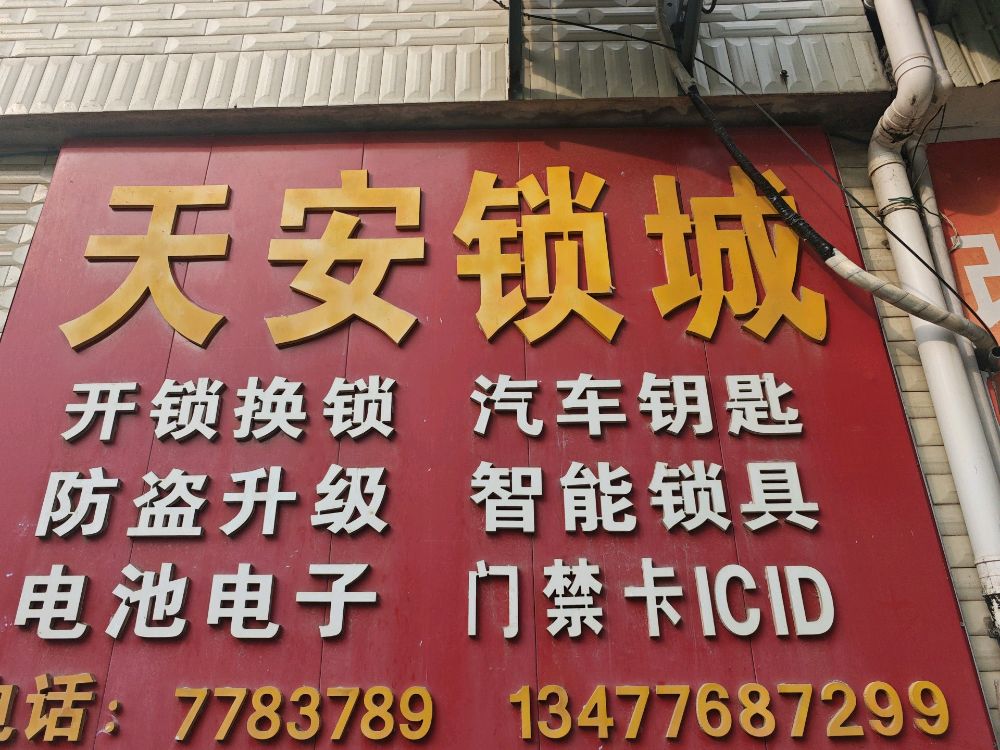 天安锁城
开锁换锁 汽车钥匙
防盗升级 智能锁具
电池电子 门禁卡ICID
电话：7783789 13477687299